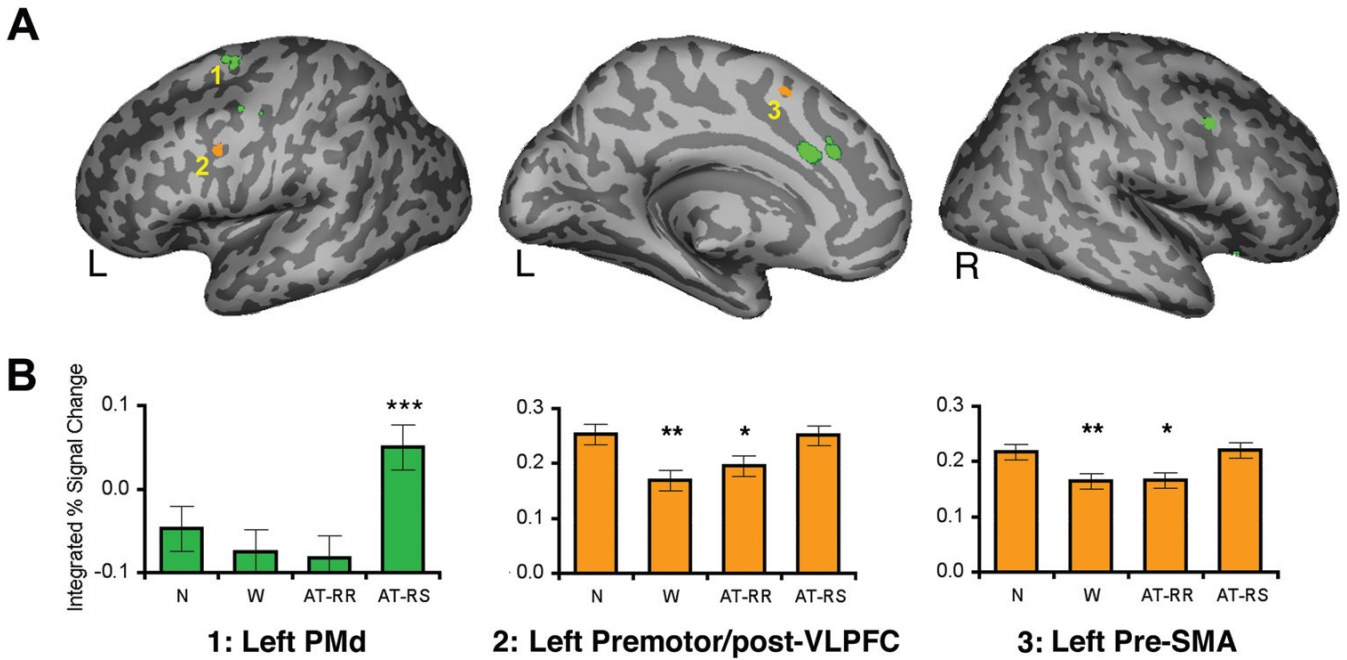 A
1
2
3
L
L
R
B
Integrated % Signal Change
0.1
0.0
-0.1
***
N
W
AT-RR
AT-RS
1: Left PMd
0.3
0.2
0.1
0.0
**
*
N
W
AT-RR
AT-RS
2: Left Premotor/post-VLPFC
0.3
0.2
0.1
0.0
**
*
N
W
AT-RR
AT-RS
3: Left Pre-SMA